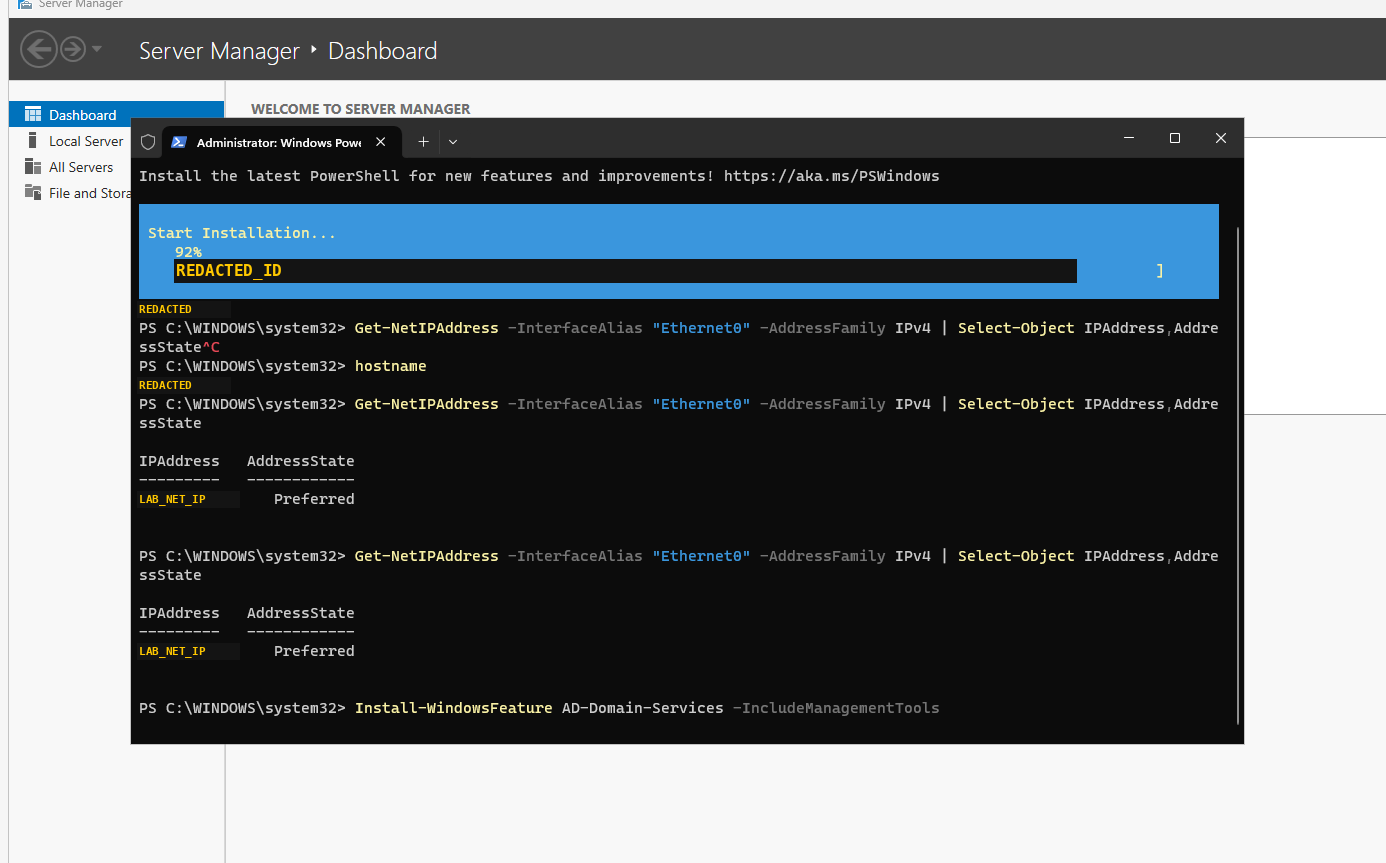 Server Manager
Server Manager ‣ Dashboard
WELCOME TO SERVER MANAGER
Dashboard
Local Server
All Servers
File and Stora
Administrator: Windows Powe
Install the latest PowerShell for new features and improvements! https://aka.ms/PSWindows
Start Installation...
92%
REDACTED_ID ]
REDACTED
PS C:\WINDOWS\system32> Get-NetIPAddress -InterfaceAlias "Ethernet0" -AddressFamily IPv4 | Select-Object IPAddress,Addre
ssState^C
PS C:\WINDOWS\system32> hostname
REDACTED
PS C:\WINDOWS\system32> Get-NetIPAddress -InterfaceAlias "Ethernet0" -AddressFamily IPv4 | Select-Object IPAddress,Addre
ssState
IPAddress AddressState
--------- ------------
LAB_NET_IP Preferred
PS C:\WINDOWS\system32> Get-NetIPAddress -InterfaceAlias "Ethernet0" -AddressFamily IPv4 | Select-Object IPAddress,Addre
ssState
IPAddress AddressState
--------- ------------
LAB_NET_IP Preferred
PS C:\WINDOWS\system32> Install-WindowsFeature AD-Domain-Services -IncludeManagementTools